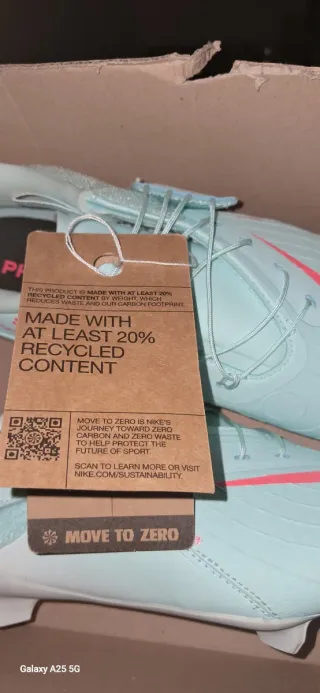 PR
THIS PRODUCT IS MADE WITH AT LEAST 20%
RECYCLED CONTENT BY WEIGHT, WHICH
REDUCES WASTE AND OUR CARBON FOOTPRINT.
MADE WITH
AT LEAST 20%
RECYCLED
CONTENT
MOVE TO ZERO IS NIKE'S
JOURNEY TOWARD ZERO
CARBON AND ZERO WASTE
TO HELP PROTECT THE
FUTURE OF SPORT.
SCAN TO LEARN MORE OR VISIT
NIKE.COM/SUSTAINABILITY.
MOVE TO ZERO
Galaxy A25 5G